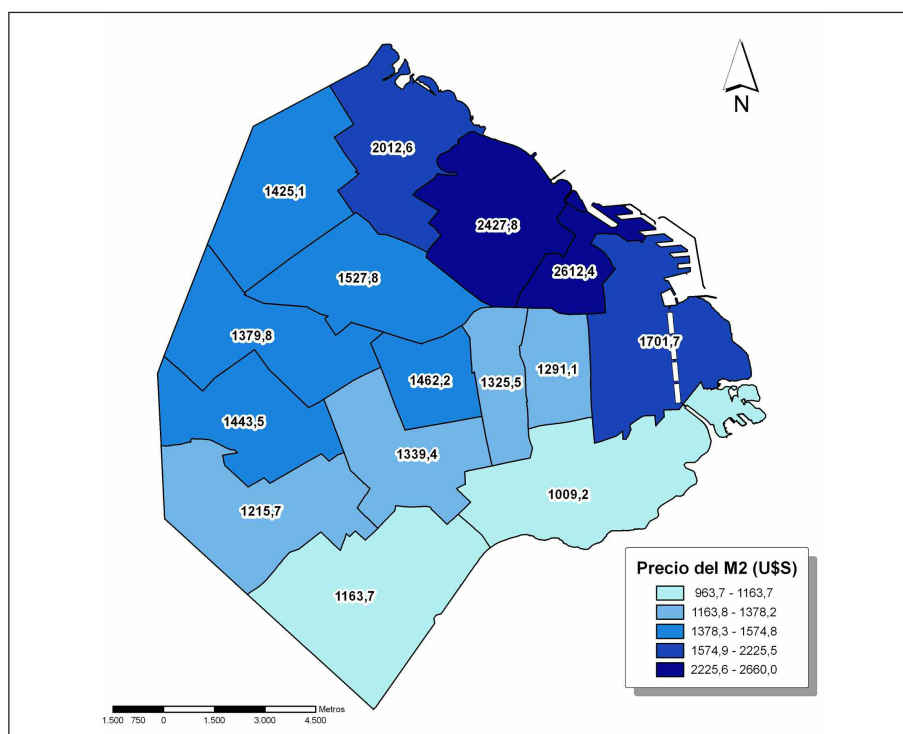 N
2012,6
1425,1
2427,8
2612,4
1527,8
1379,8
1701,7
1462,2
1325,5
1291,1
1443,5
1339,4
1009,2
1215,7
1163,7
Precio del M2 (U$S)
963,7 - 1163,7
1163,8 - 1378,2
1378,3 - 1574,8
1574,9 - 2225,5
2225,6 - 2660,0
Metros
1.500 750 0 1.500 3.000 4.500